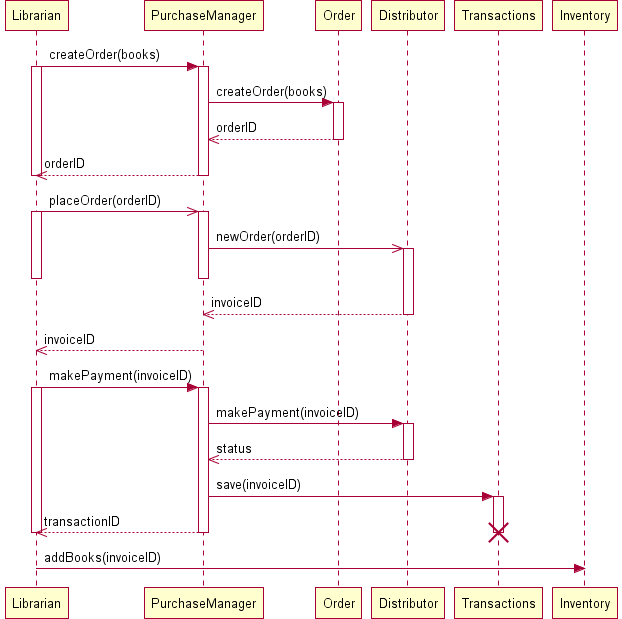 Librarian PurchaseManager Order Distributor Transactions Inventory
createOrder(books)
createOrder(books)
orderID
orderID
placeOrder(orderID)
newOrder(orderID)
invoiceID
invoiceID
makePayment(invoiceID)
makePayment(invoiceID)
status
save(invoiceID)
transactionID
addBooks(invoiceID)
Librarian PurchaseManager Order Distributor Transactions Inventory